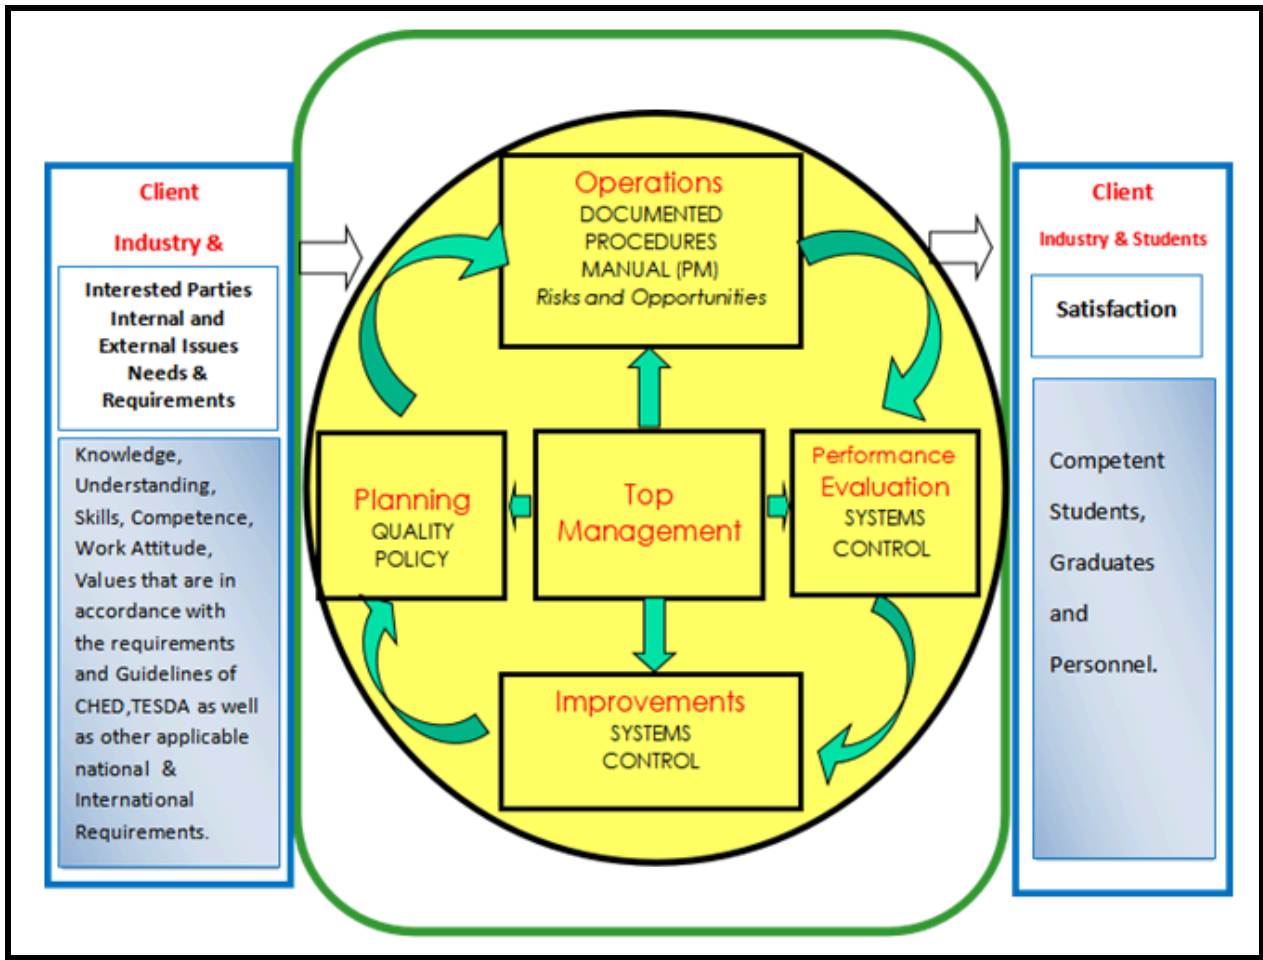 Client
Industry &
Interested Parties
Internal and
External Issues
Needs &
Requirements
Knowledge,
Understanding,
Skills, Competence,
Work Attitude,
Values that are in
accordance with
the requirements
and Guidelines of
CHED,TESDA as well
as other applicable
national &
International
Requirements.
Operations
DOCUMENTED
PROCEDURES
MANUAL (PM)
Risks and Opportunities
Planning
QUALITY
POLICY
Top
Management
Performance
Evaluation
SYSTEMS
CONTROL
Improvements
SYSTEMS
CONTROL
Client
Industry & Students
Satisfaction
Competent
Students,
Graduates
and
Personnel.